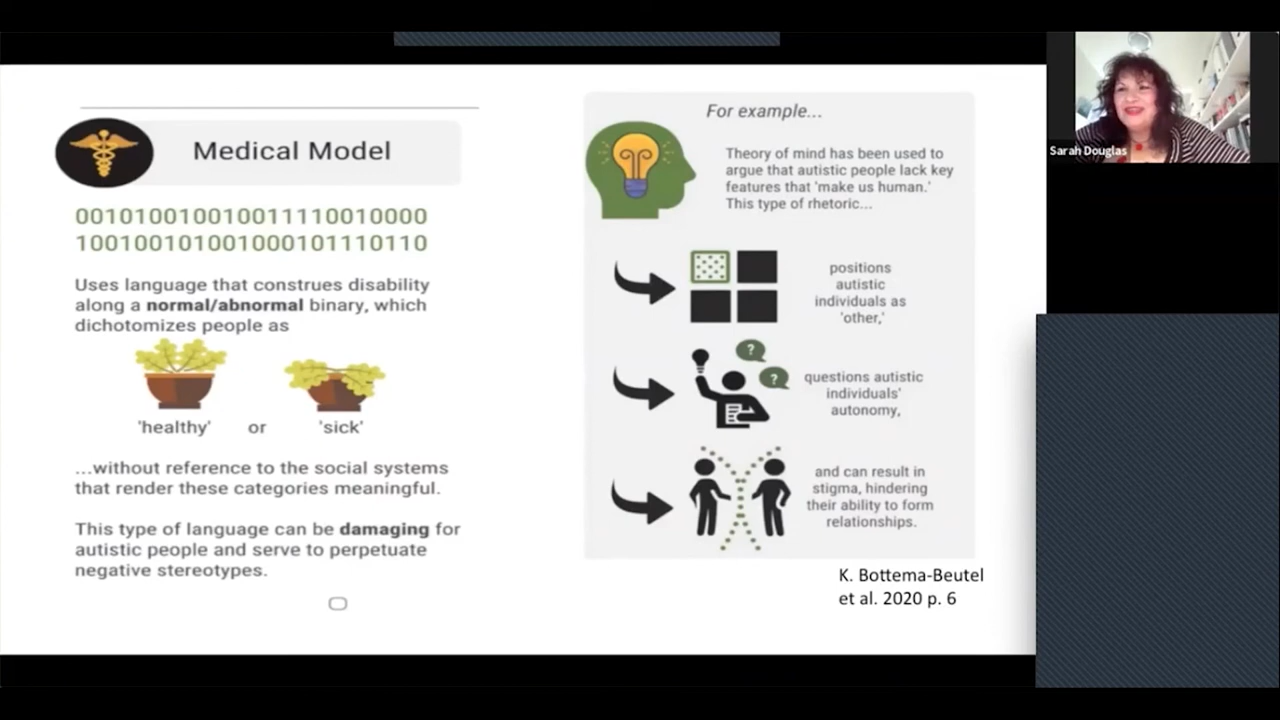 Medical Model
001010010010011110010000
100100101001000101110110
Uses language that construes disability
along a normal/abnormal binary, which
dichotomizes people as
'healthy' or 'sick'
...without reference to the social systems
that render these categories meaningful.
This type of language can be damaging for
autistic people and serve to perpetuate
negative stereotypes.
For example...
Theory of mind has been used to
argue that autistic people lack key
features that 'make us human.'
This type of rhetoric...
positions
autistic
individuals as
'other,'
?
?
questions autistic
individuals'
autonomy,
and can result in
stigma, hindering
their ability to form
relationships.
K. Bottema-Beutel
et al. 2020 p. 6
Sarah Douglas